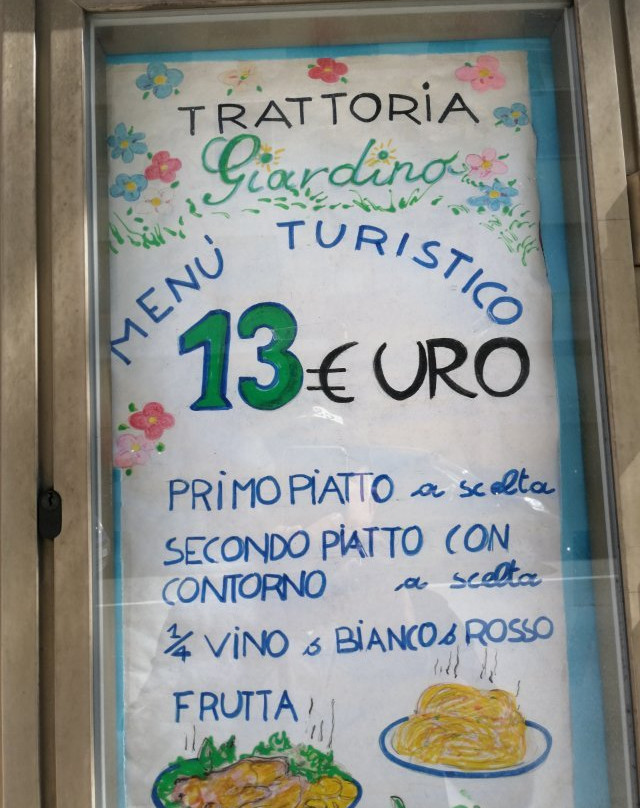 TRATTORIA
Giardino
MENÚ TURISTICO
13 €URO
PRIMO PIATTO a scelta
SECONDO PIATTO CON
CONTORNO a scelta
1/4 VINO s BIANCO s ROSSO
FRUTTA